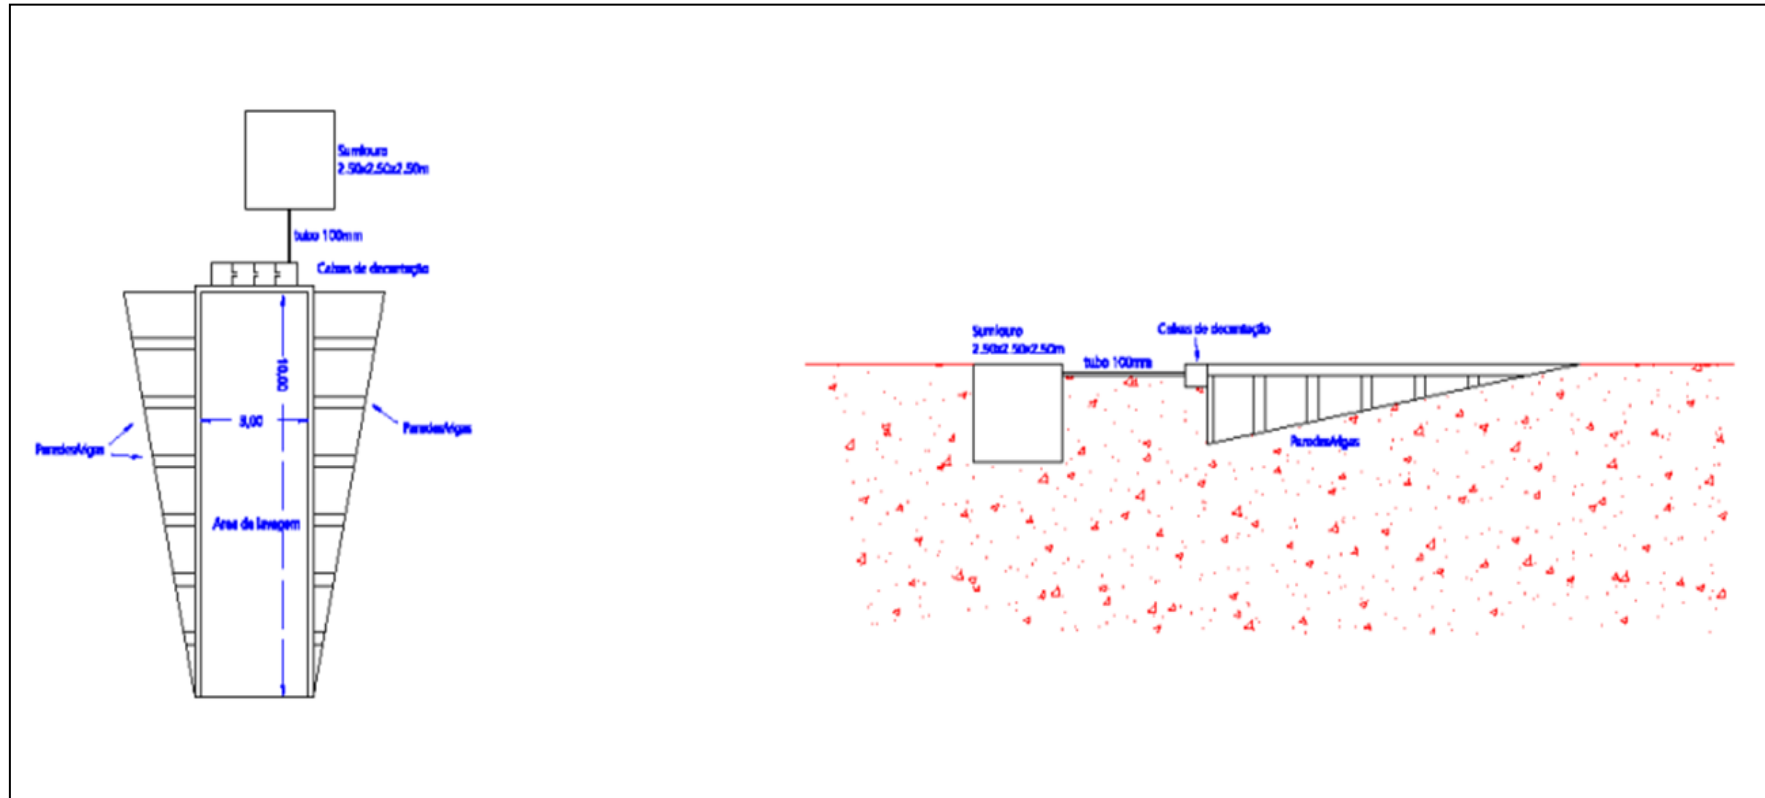 Sumidouro
2.50x2.50x2.50m
tubo 100mm
Caixas de decantação
10,00
3,00
Paredes/vigas
Paredes/vigas
Área de lavagem
Sumidouro
2.50x2.50x2.50m
tubo 100mm
Caixas de decantação
Paredes/vigas